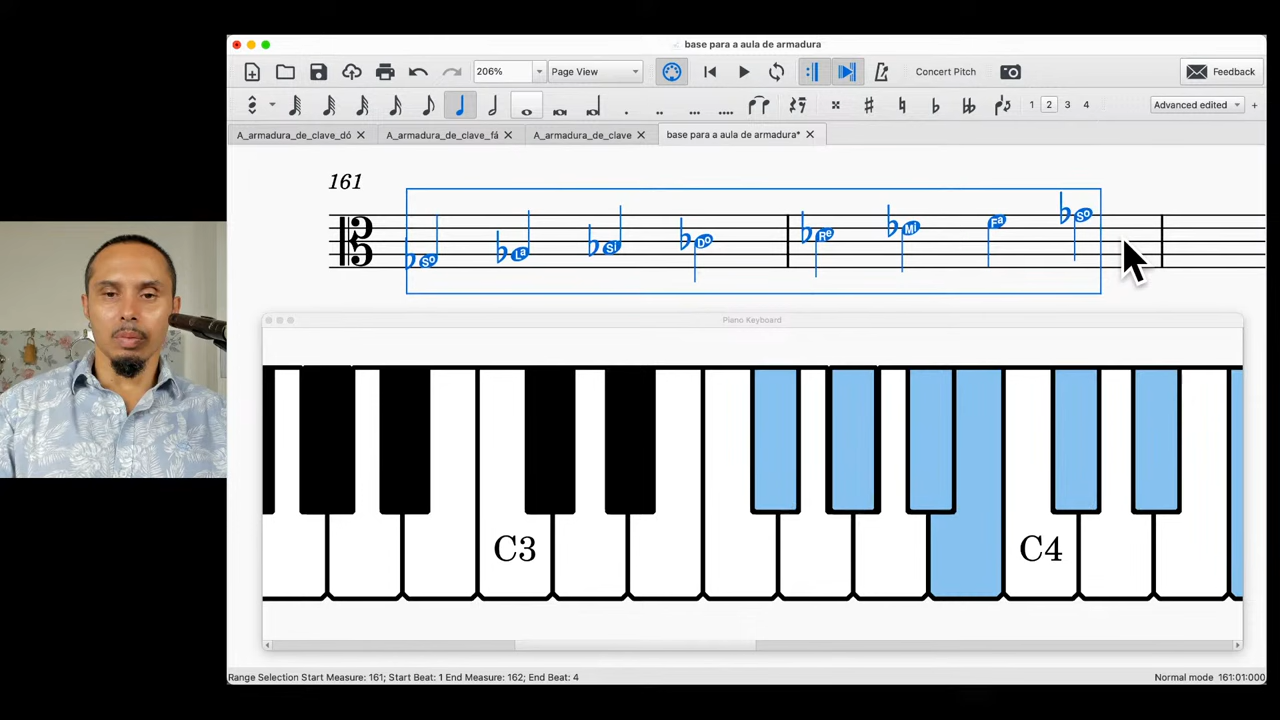 base para a aula de armadura
206%
Page View
Concert Pitch
Feedback
1 2 3 4
Advanced edited
+
A_armadura_de_clave_dó
A_armadura_de_clave_fá
A_armadura_de_clave
base para a aula de armadura*
161
So La Si Do Re Mi Fa So
Piano Keyboard
C3 C4
Range Selection Start Measure: 161; Start Beat: 1 End Measure: 162; End Beat: 4
Normal mode 161:01:000